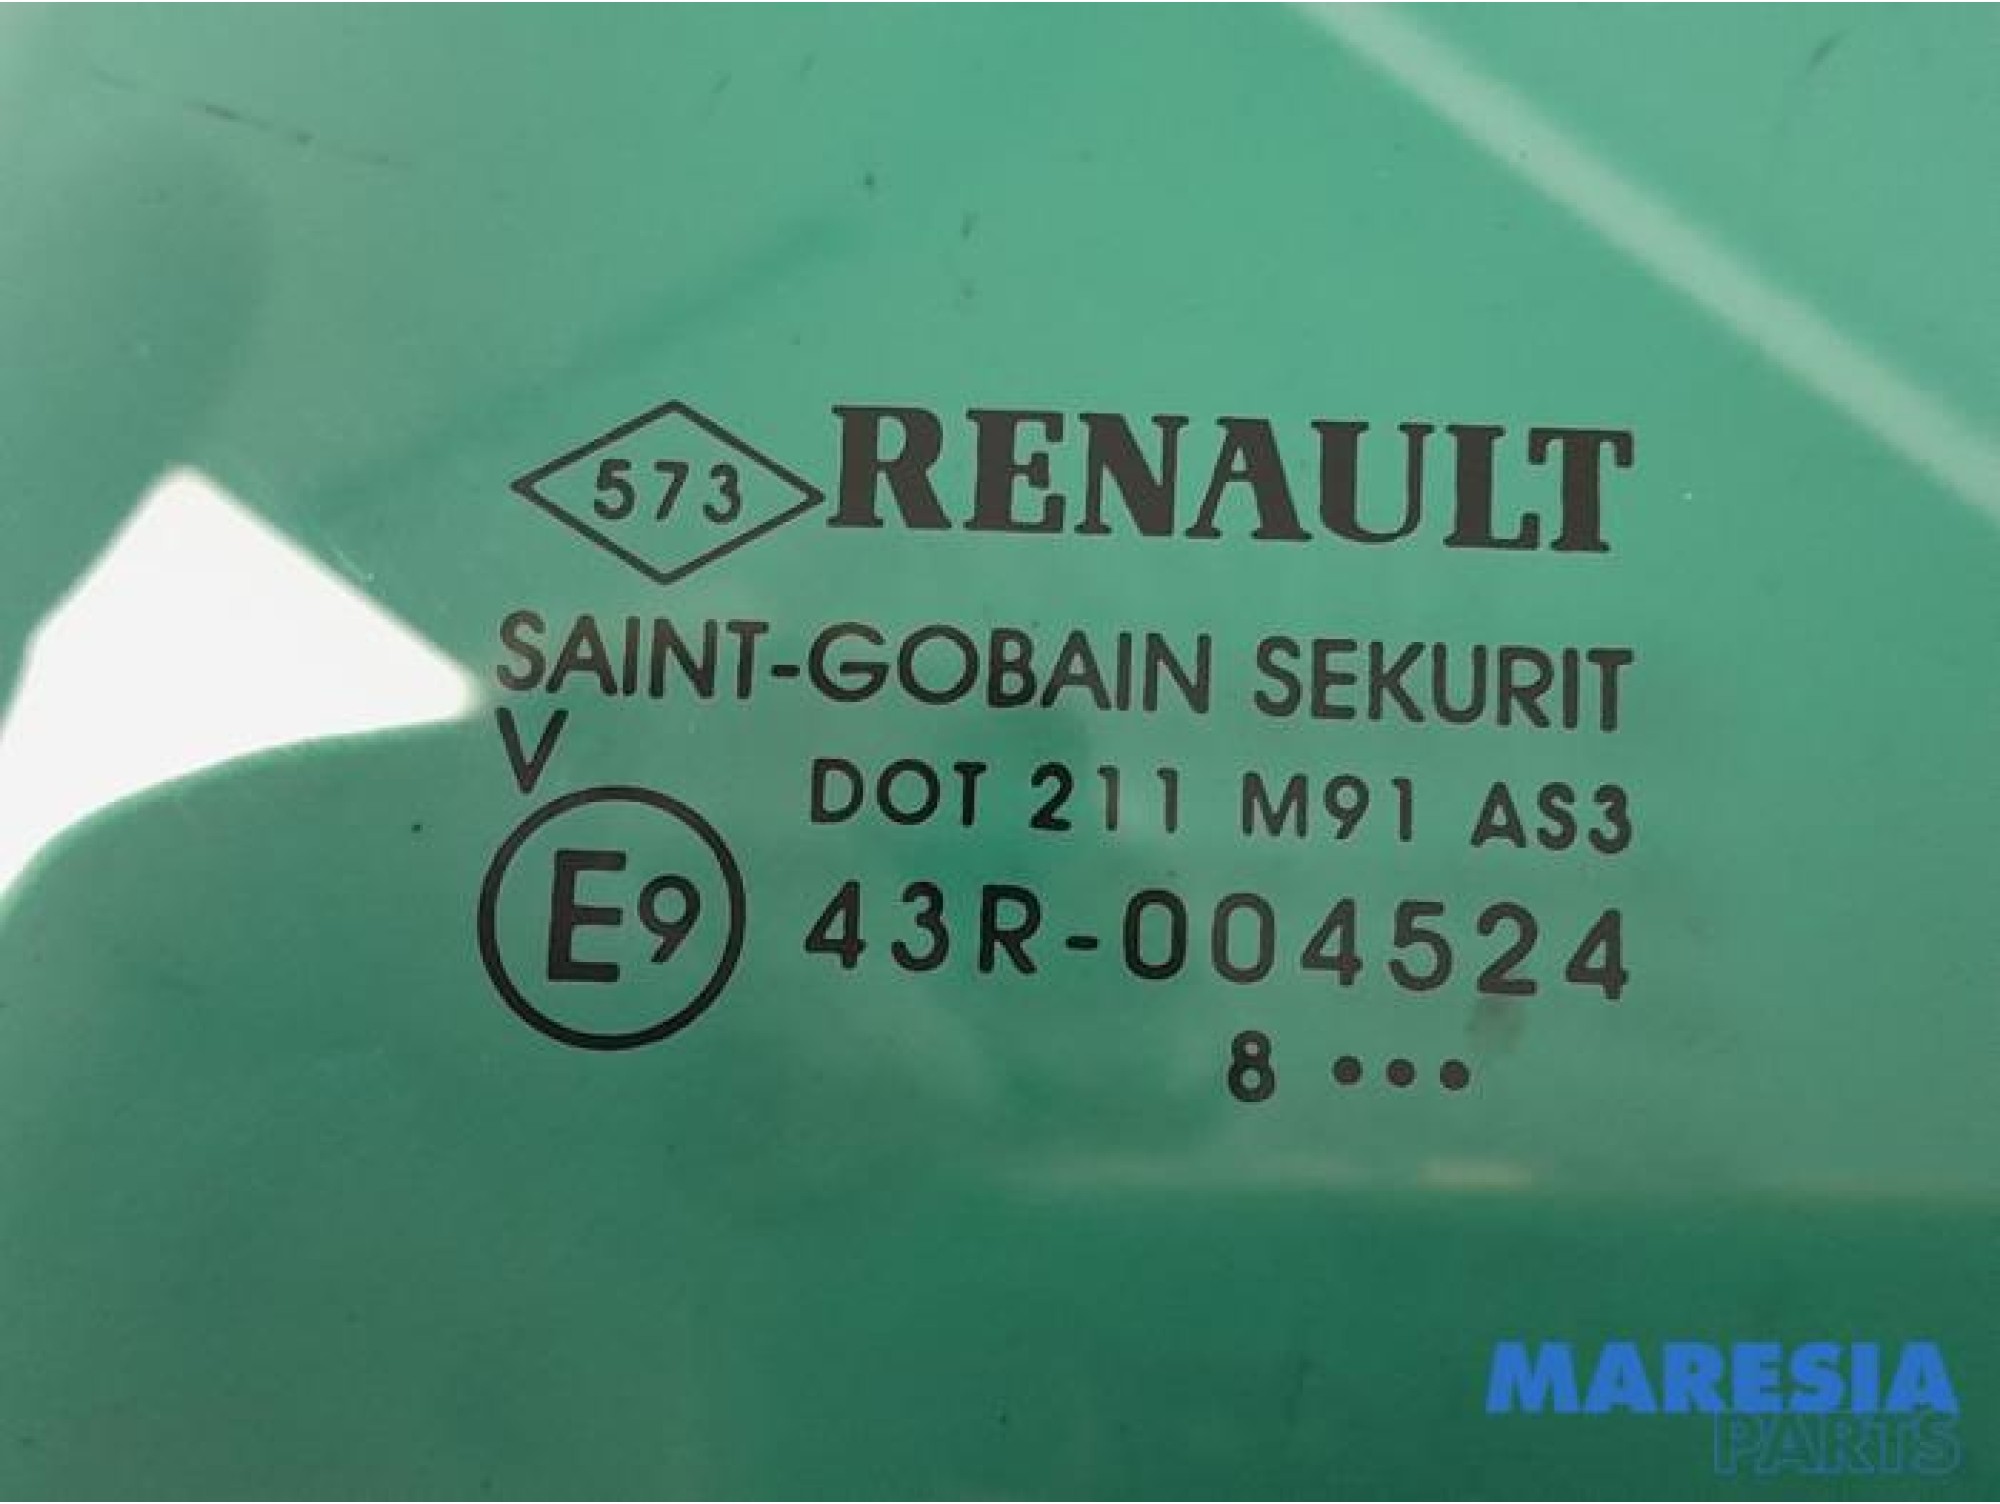 573 RENAULT
SAINT-GOBAIN SEKURIT
V
DOT 211 M91 AS3
E9 43R-004524
8 •••
MARESIA
PARTS